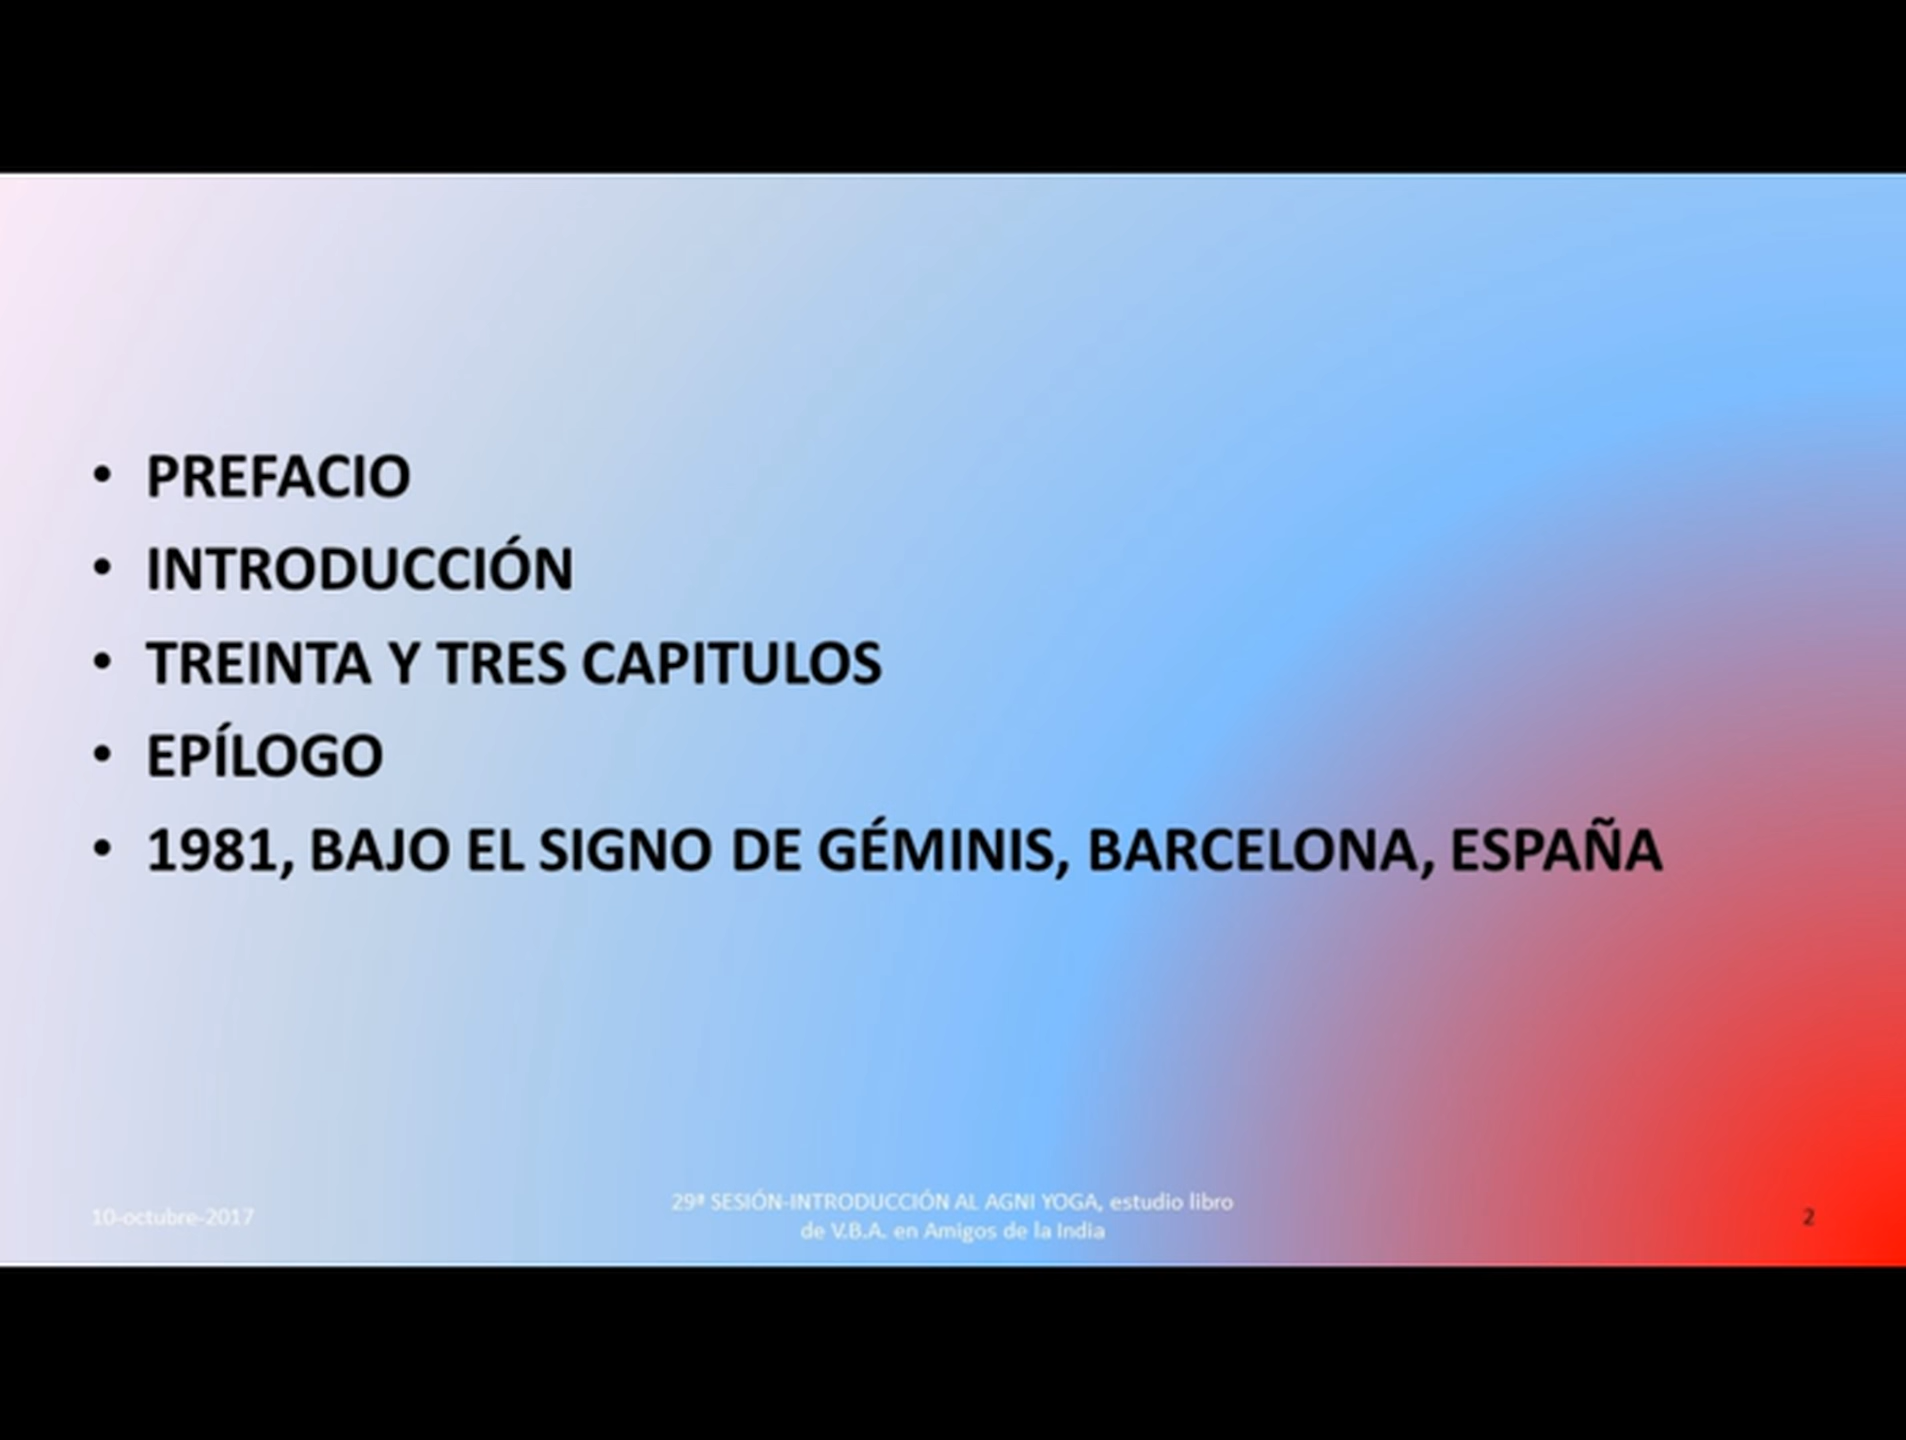 • PREFACIO
• INTRODUCCIÓN
• TREINTA Y TRES CAPITULOS
• EPÍLOGO
• 1981, BAJO EL SIGNO DE GÉMINIS, BARCELONA, ESPAÑA
10-octubre-2017
29ª SESIÓN-INTRODUCCIÓN AL AGNI YOGA, estudio libro
de V.B.A. en Amigos de la India
2